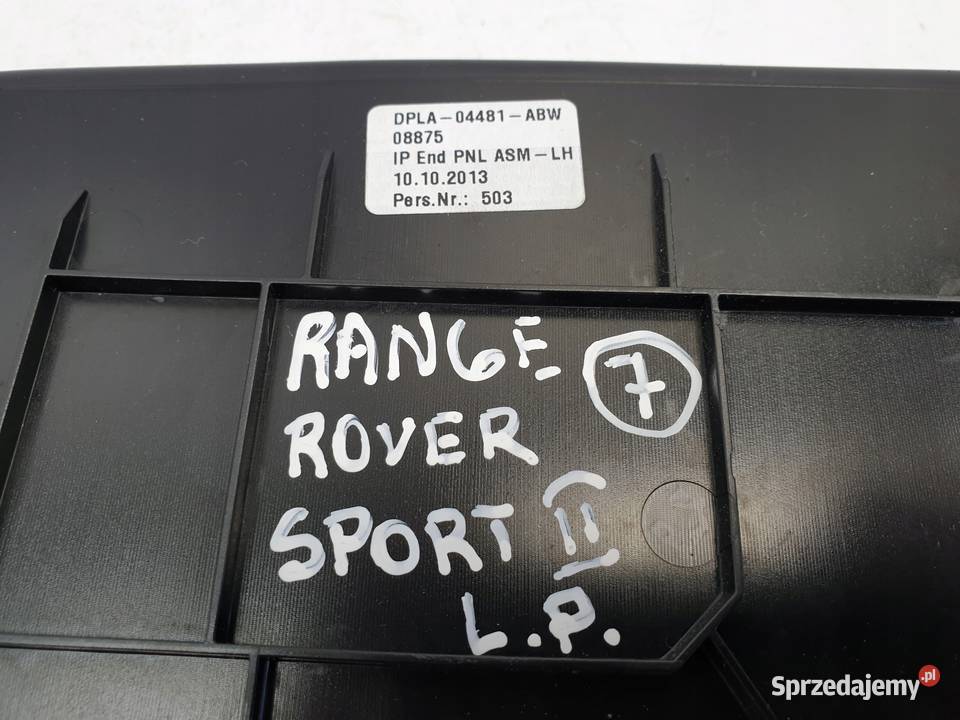 DPLA-04481-ABW
08875
IP End PNL ASM-LH
10.10.2013
Pers.Nr.: 503
RANGE 7
ROVER
SPORT II
L.P.
Sprzedajemy.pl